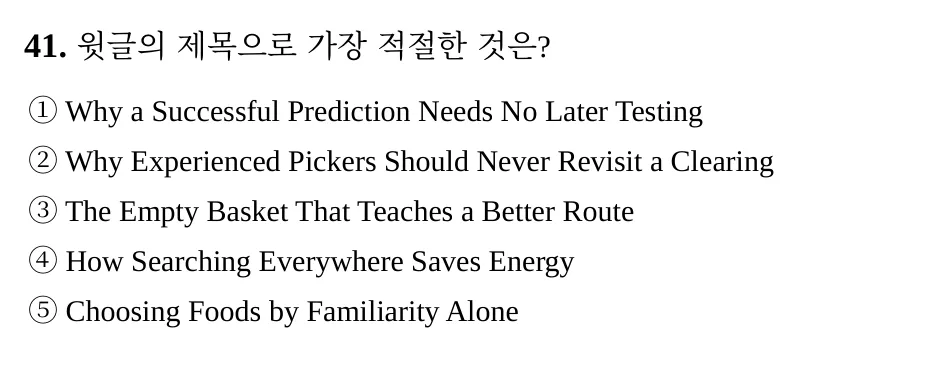 41. 윗글의 제목으로 가장 적절한 것은?
① Why a Successful Prediction Needs No Later Testing
② Why Experienced Pickers Should Never Revisit a Clearing
③ The Empty Basket That Teaches a Better Route
④ How Searching Everywhere Saves Energy
⑤ Choosing Foods by Familiarity Alone